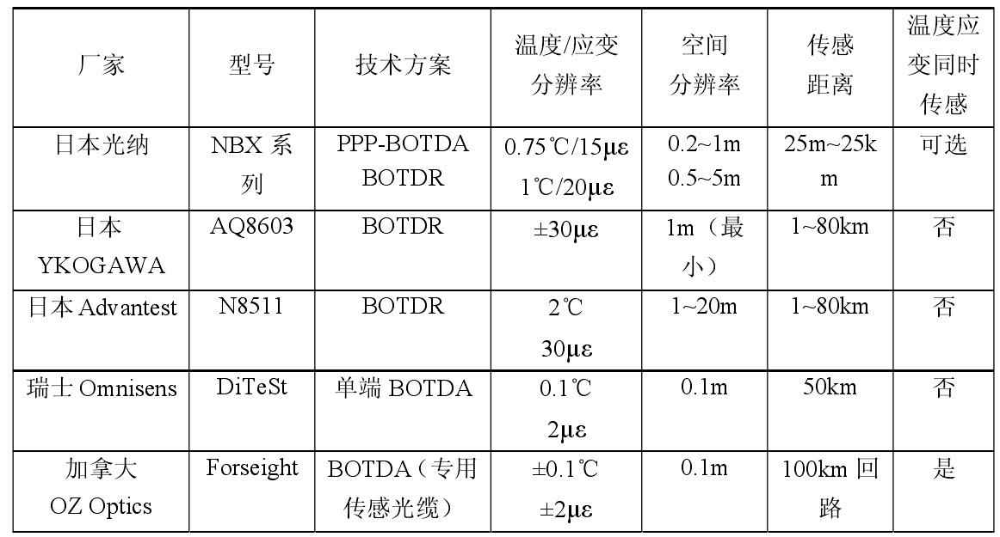 厂家 型号 技术方案 温度/应变分辨率 空间分辨率 传感距离 温度应变同时传感
日本光纳 NBX 系列 PPP-BOTDA BOTDR 0.75℃/15με 1℃/20με 0.2~1m 0.5~5m 25m~25km 可选
日本 YKOGAWA AQ8603 BOTDR ±30με 1m（最小） 1~80km 否
日本 Advantest N8511 BOTDR 2℃ 30με 1~20m 1~80km 否
瑞士 Omnisens DiTeSt 单端 BOTDA 0.1℃ 2με 0.1m 50km 否
加拿大 OZ Optics Forseight BOTDA（专用传感光缆） ±0.1℃ ±2με 0.1m 100km 回路 是